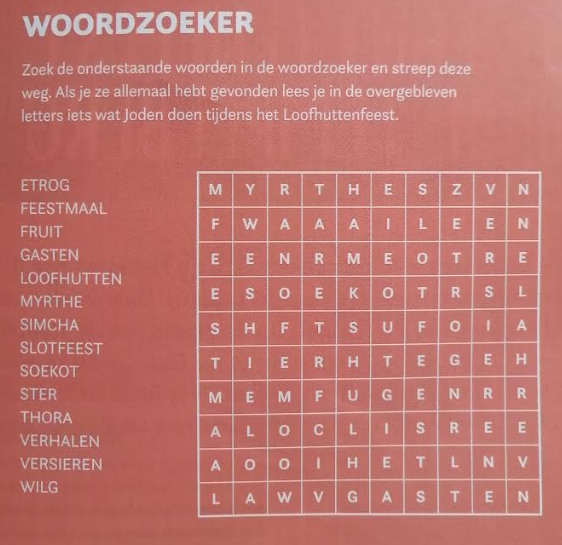 WOORDZOEKER
Zoek de onderstaande woorden in de woordzoeker en streep deze
weg. Als je ze allemaal hebt gevonden lees je in de overgebleven
letters iets wat Joden doen tijdens het Loofhuttenfeest.
ETROG
FEESTMAAL
FRUIT
GASTEN
LOOFHUTTEN
MYRTHE
SIMCHA
SLOTFEEST
SOEKOT
STER
THORA
VERHALEN
VERSIEREN
WILG
M Y R T H E S Z V N
F W A A A I L E E N
E E N R M E O T R E
E S O E K O T R S L
S H F T S U F O I A
T I E R H T E G E H
M E M F U G E N R R
A L O C L I S R E E
A O O I H E T L N V
L A W V G A S T E N